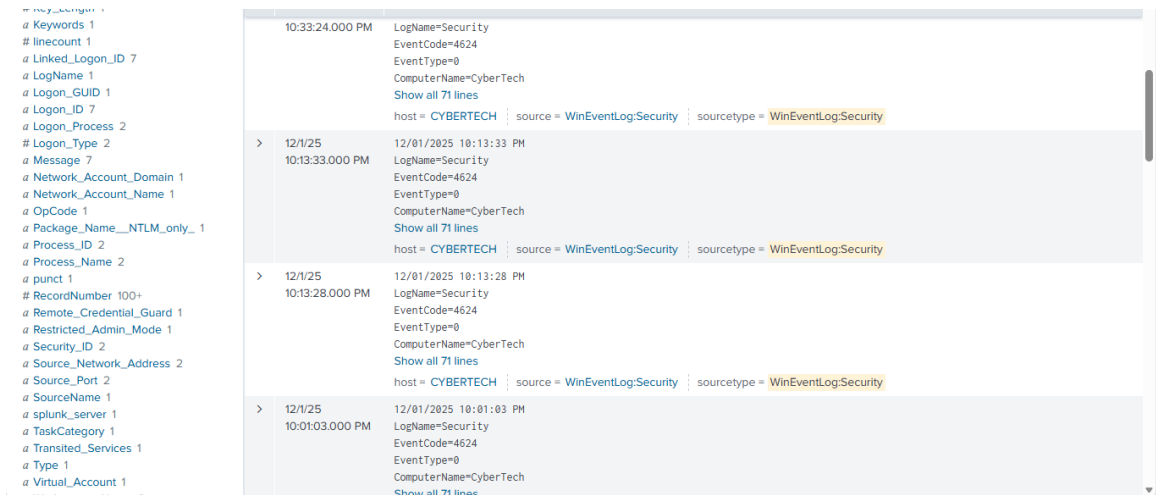 # Key_Length 1
a Keywords 1
# linecount 1
a Linked_Logon_ID 7
a LogName 1
a Logon_GUID 1
a Logon_ID 7
a Logon_Process 2
# Logon_Type 2
a Message 7
a Network_Account_Domain 1
a Network_Account_Name 1
a OpCode 1
a Package_Name__NTLM_only_ 1
a Process_ID 2
a Process_Name 2
a punct 1
# RecordNumber 100+
a Remote_Credential_Guard 1
a Restricted_Admin_Mode 1
a Security_ID 2
a Source_Network_Address 2
a Source_Port 2
a SourceName 1
a splunk_server 1
a TaskCategory 1
a Transited_Services 1
a Type 1
a Virtual_Account 1
10:33:24.000 PM LogName=Security
EventCode=4624
EventType=0
ComputerName=CyberTech
Show all 71 lines
host = CYBERTECH source = WinEventLog:Security sourcetype = WinEventLog:Security
> 12/1/25 12/01/2025 10:13:33 PM
10:13:33.000 PM LogName=Security
EventCode=4624
EventType=0
ComputerName=CyberTech
Show all 71 lines
host = CYBERTECH source = WinEventLog:Security sourcetype = WinEventLog:Security
> 12/1/25 12/01/2025 10:13:28 PM
10:13:28.000 PM LogName=Security
EventCode=4624
EventType=0
ComputerName=CyberTech
Show all 71 lines
host = CYBERTECH source = WinEventLog:Security sourcetype = WinEventLog:Security
> 12/1/25 12/01/2025 10:01:03 PM
10:01:03.000 PM LogName=Security
EventCode=4624
EventType=0
ComputerName=CyberTech
Show all 71 lines